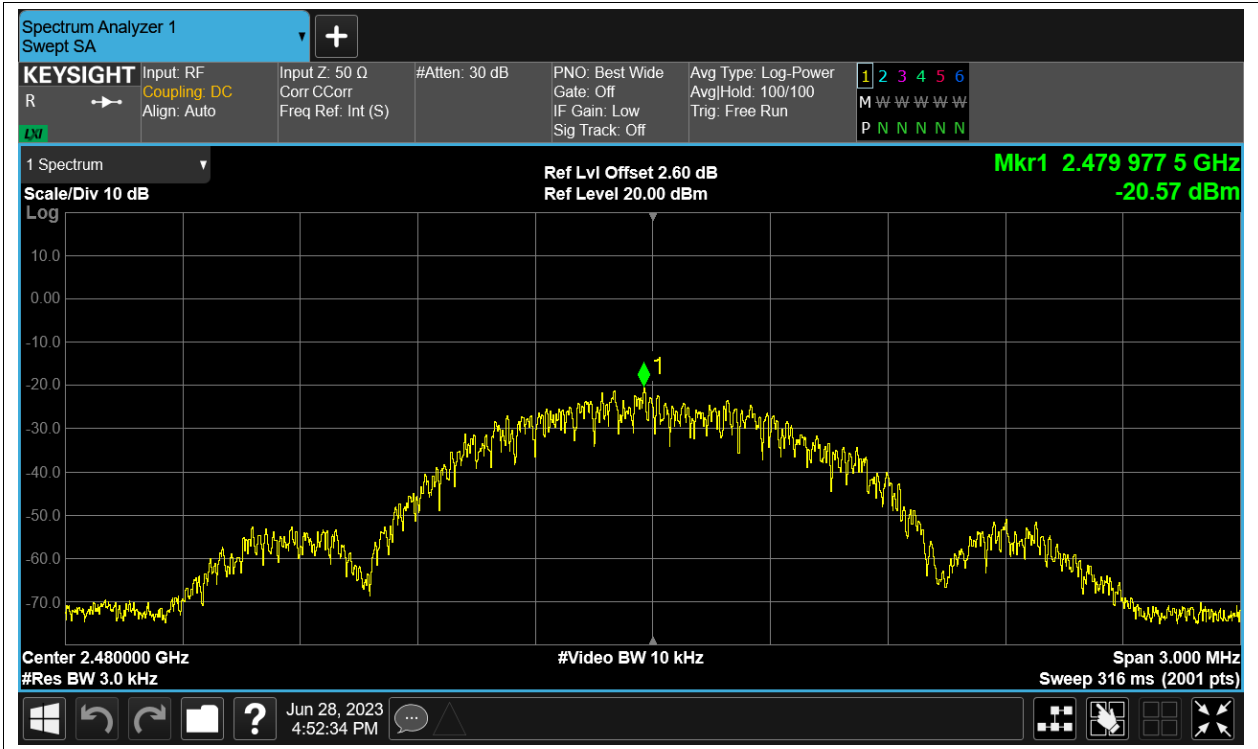 Spectrum Analyzer 1
Swept SA
+
KEYSIGHT
R
LXI
Input: RF
Coupling: DC
Align: Auto
Input Z: 50 Ω
Corr CCorr
Freq Ref: Int (S)
#Atten: 30 dB
PNO: Best Wide
Gate: Off
IF Gain: Low
Sig Track: Off
Avg Type: Log-Power
Avg|Hold: 100/100
Trig: Free Run
1 2 3 4 5 6
M W W W W W W
P N N N N N N
1 Spectrum
Scale/Div 10 dB
Log
Ref Lvl Offset 2.60 dB
Ref Level 20.00 dBm
Mkr1 2.479 977 5 GHz
-20.57 dBm
10.0
0.00
-10.0
-20.0
-30.0
-40.0
-50.0
-60.0
-70.0
1
Center 2.480000 GHz
#Res BW 3.0 kHz
#Video BW 10 kHz
Span 3.000 MHz
Sweep 316 ms (2001 pts)
?
Jun 28, 2023
4:52:34 PM